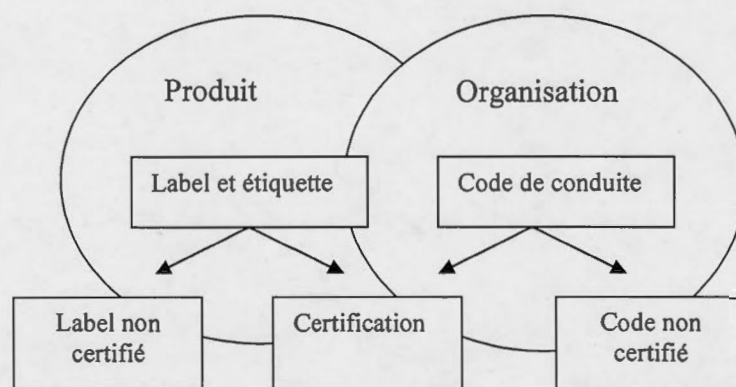 Produit
Organisation
Label et étiquette
Code de conduite
Label non
certifié
Certification
Code non
certifié